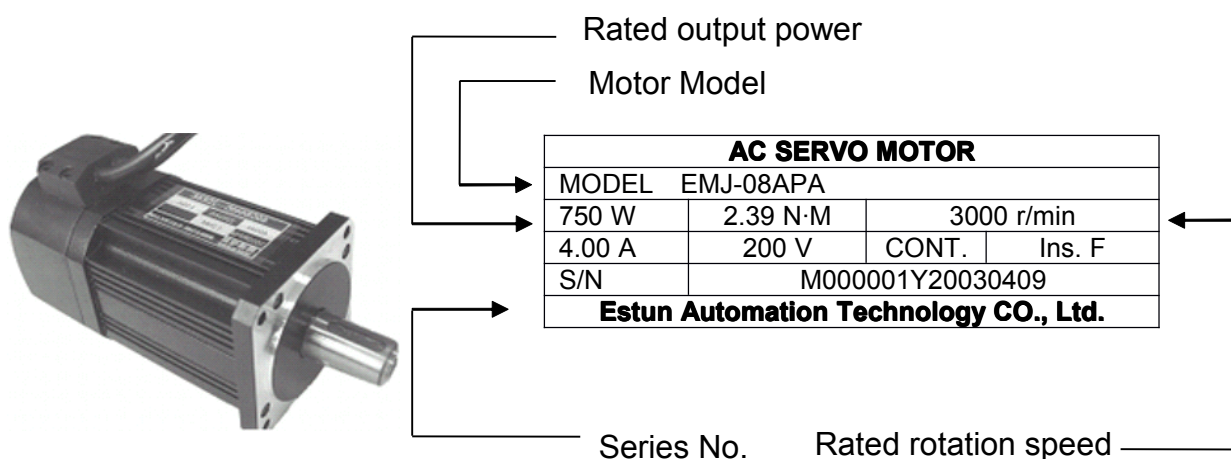 Rated output power
Motor Model
AC SERVO MOTOR
MODEL EMJ-08APA
750 W 2.39 N·M 3000 r/min
4.00 A 200 V CONT. Ins. F
S/N M000001Y20030409
Estun Automation Technology CO., Ltd.
Series No. Rated rotation speed